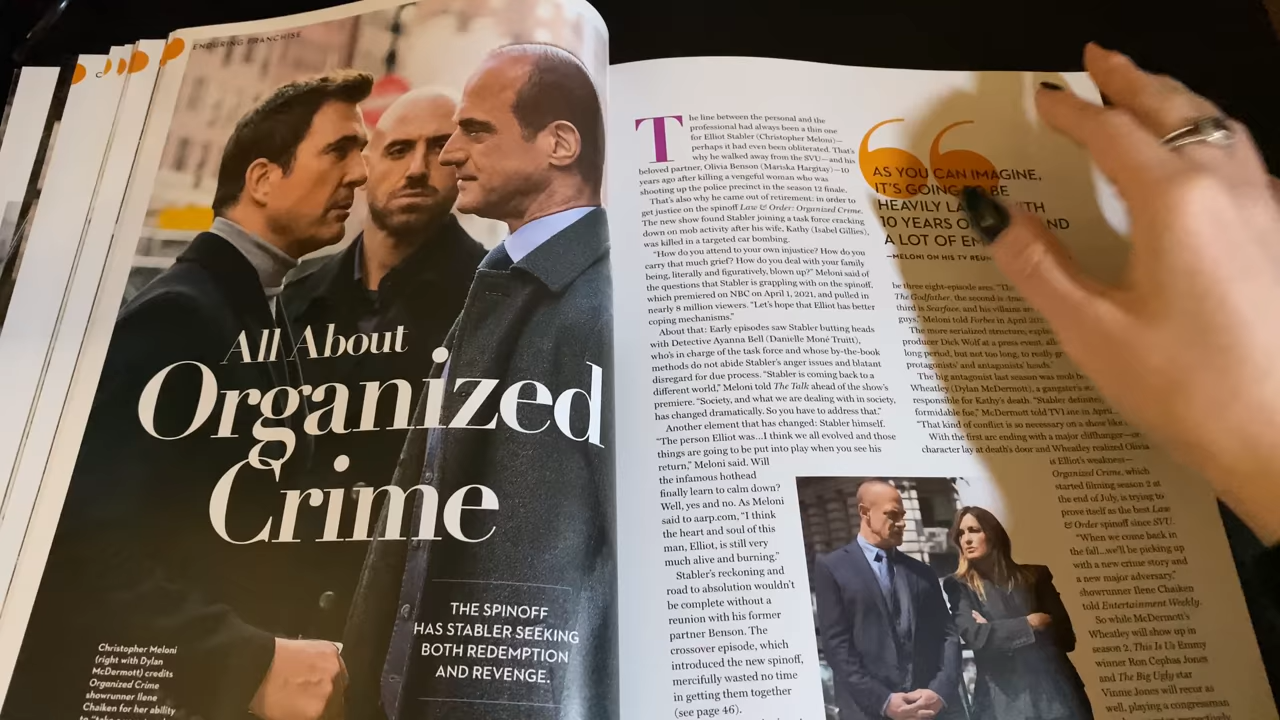 ENDURING FRANCHISE
All About
Organized
Crime
THE SPINOFF
HAS STABLER SEEKING
BOTH REDEMPTION
AND REVENGE.
Christopher Meloni
(right with Dylan
McDermott) credits
Organized Crime
showrunner Ilene
Chaiken for her ability
The line between the personal and the
professional had always been a thin one
for Elliot Stabler (Christopher Meloni)—
perhaps it had even been obliterated. That's
why he walked away from the SVU—and his
beloved partner, Olivia Benson (Mariska Hargitay)—10
years ago after killing a vengeful woman who was
shooting up the police precinct in the season 12 finale.
That's also why he came out of retirement: in order to
get justice on the spinoff Law & Order: Organized Crime.
The new show found Stabler joining a task force cracking
down on mob activity after his wife, Kathy (Isabel Gillies),
was killed in a targeted car bombing.
"How do you attend to your own injustice? How do you
carry that much grief? How do you deal with your family
being, literally and figuratively, blown up?" Meloni said of
the questions that Stabler is grappling with on the spinoff,
which premiered on NBC on April 1, 2021, and pulled in
nearly 8 million viewers. "Let's hope that Elliot has better
coping mechanisms."
About that: Early episodes saw Stabler butting heads
with Detective Ayanna Bell (Danielle Moné Truitt),
who's in charge of the task force and whose by-the-book
methods do not abide Stabler's anger issues and blatant
disregard for due process. "Stabler is coming back to a
different world," Meloni told The Talk ahead of the show's
premiere. "Society, and what we are dealing with in society,
has changed dramatically. So you have to address that."
Another element that has changed: Stabler himself.
"The person Elliot was...I think we all evolved and those
things are going to be put into play when you see his
return," Meloni said. Will
the infamous hothead
finally learn to calm down?
Well, yes and no. As Meloni
said to aarp.com, "I think
the heart and soul of this
man, Elliot, is still very
much alive and burning."
Stabler's reckoning and
road to absolution wouldn't
be complete without a
reunion with his former
partner Benson. The
crossover episode, which
introduced the new spinoff,
mercifully wasted no time
in getting them together
(see page 46).
AS YOU CAN IMAGINE,
IT'S GOING BE
HEAVILY
10 YEARS
A LOT OF
—MELONI ON HIS TV
be three eight-episode arcs.
The Godfather, the second is
third is Scarface, and his villains are
guys," Meloni told Forbes in April
The more serialized structure,
producer Dick Wolf at a press event,
long period, but not too long, to really
protagonists' and antagonists' heads."
The big antagonist last season was mob
Wheatley (Dylan McDermott), a gangster's
responsible for Kathy's death. "Stabler
formidable foe," McDermott told TVLine in April.
"That kind of conflict is so necessary on a show like
With the first arc ending with a major cliffhanger—
character lay at death's door and Wheatley realized Olivia
is Elliot's weakness—
Organized Crime, which
started filming season 2 at
the end of July, is trying to
prove itself as the best Law
& Order spinoff since SVU.
"When we come back in
the fall...we'll be picking up
with a new crime story and
a new major adversary,"
showrunner Ilene Chaiken
told Entertainment Weekly.
So while McDermott's
Wheatley will show up in
season 2, This Is Us Emmy
winner Ron Cephas Jones
and The Big Ugly star
Vinnie Jones will recur as
well, playing a congressman